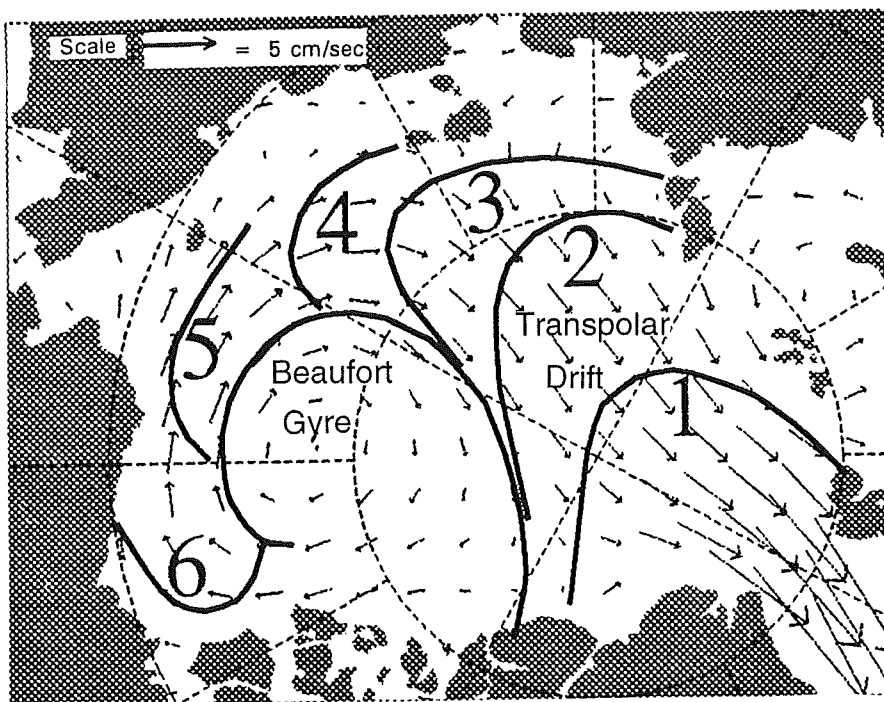 Scale = 5 cm/sec
4
3
2
Transpolar
Drift
5
Beaufort
Gyre
1
6